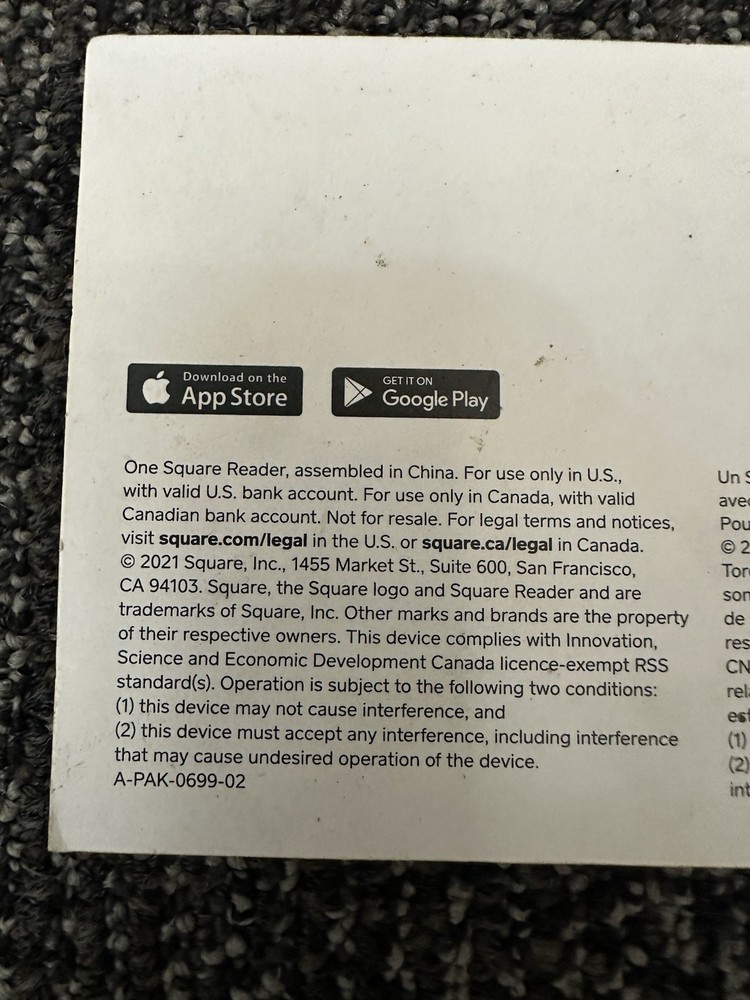 Download on the
App Store
GET IT ON
Google Play
One Square Reader, assembled in China. For use only in U.S.,
with valid U.S. bank account. For use only in Canada, with valid
Canadian bank account. Not for resale. For legal terms and notices,
visit square.com/legal in the U.S. or square.ca/legal in Canada.
© 2021 Square, Inc., 1455 Market St., Suite 600, San Francisco,
CA 94103. Square, the Square logo and Square Reader and are
trademarks of Square, Inc. Other marks and brands are the property
of their respective owners. This device complies with Innovation,
Science and Economic Development Canada licence-exempt RSS
standard(s). Operation is subject to the following two conditions:
(1) this device may not cause interference, and
(2) this device must accept any interference, including interference
that may cause undesired operation of the device.
A-PAK-0699-02
Un
de
(1)
(2)